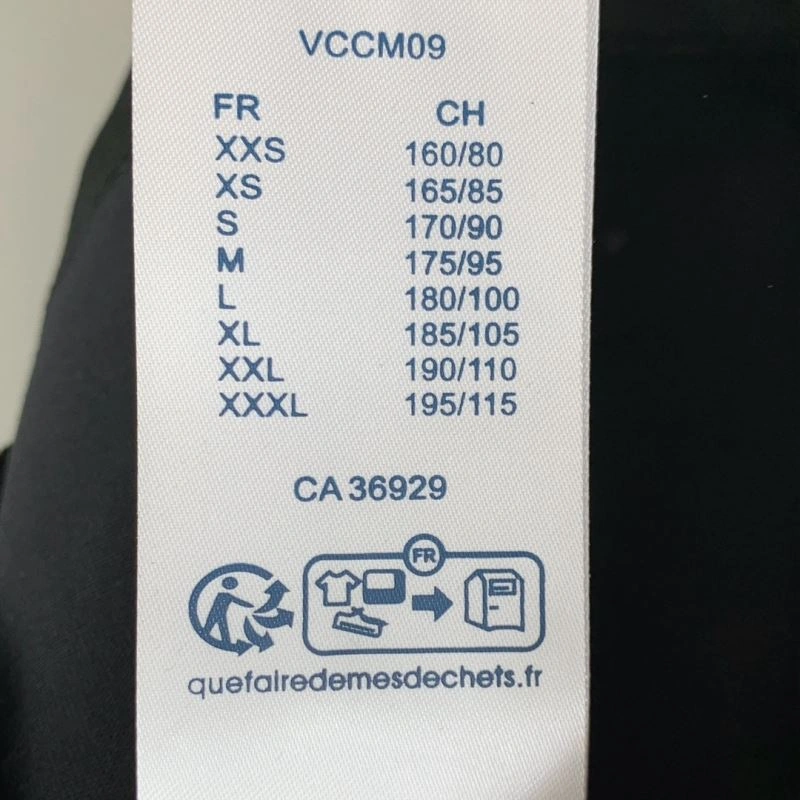 VCCM09
FR CH
XXS 160/80
XS 165/85
S 170/90
M 175/95
L 180/100
XL 185/105
XXL 190/110
XXXL 195/115
CA 36929
FR
quefairedemesdechets.fr